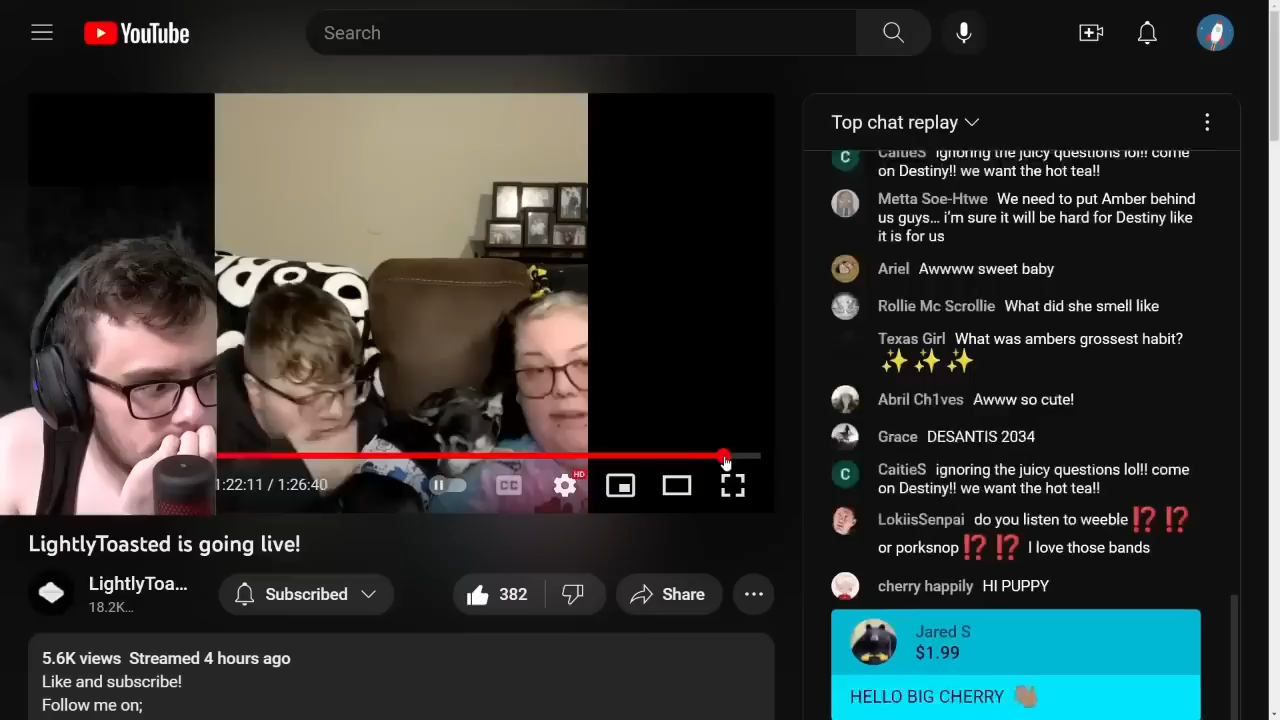 YouTube
Search
Top chat replay
CaitieS ignoring the juicy questions lol!! come
on Destiny!! we want the hot tea!!
Metta Soe-Htwe We need to put Amber behind
us guys... i'm sure it will be hard for Destiny like
it is for us
Ariel Awwww sweet baby
Rollie Mc Scrollie What did she smell like
Texas Girl What was ambers grossest habit?
✨ ✨ ✨
Abril Ch1ves Awww so cute!
Grace DESANTIS 2034
CaitieS ignoring the juicy questions lol!! come
on Destiny!! we want the hot tea!!
LokiisSenpai do you listen to weeble ⁉️ ⁉️
or porksnop ⁉️ ⁉️ I love those bands
cherry happily HI PUPPY
Jared S
$1.99
HELLO BIG CHERRY 👋🏽
1:22:11 / 1:26:40
CC
HD
LightlyToasted is going live!
LightlyToa...
18.2K...
Subscribed
382
Share
5.6K views Streamed 4 hours ago
Like and subscribe!
Follow me on;
C
C